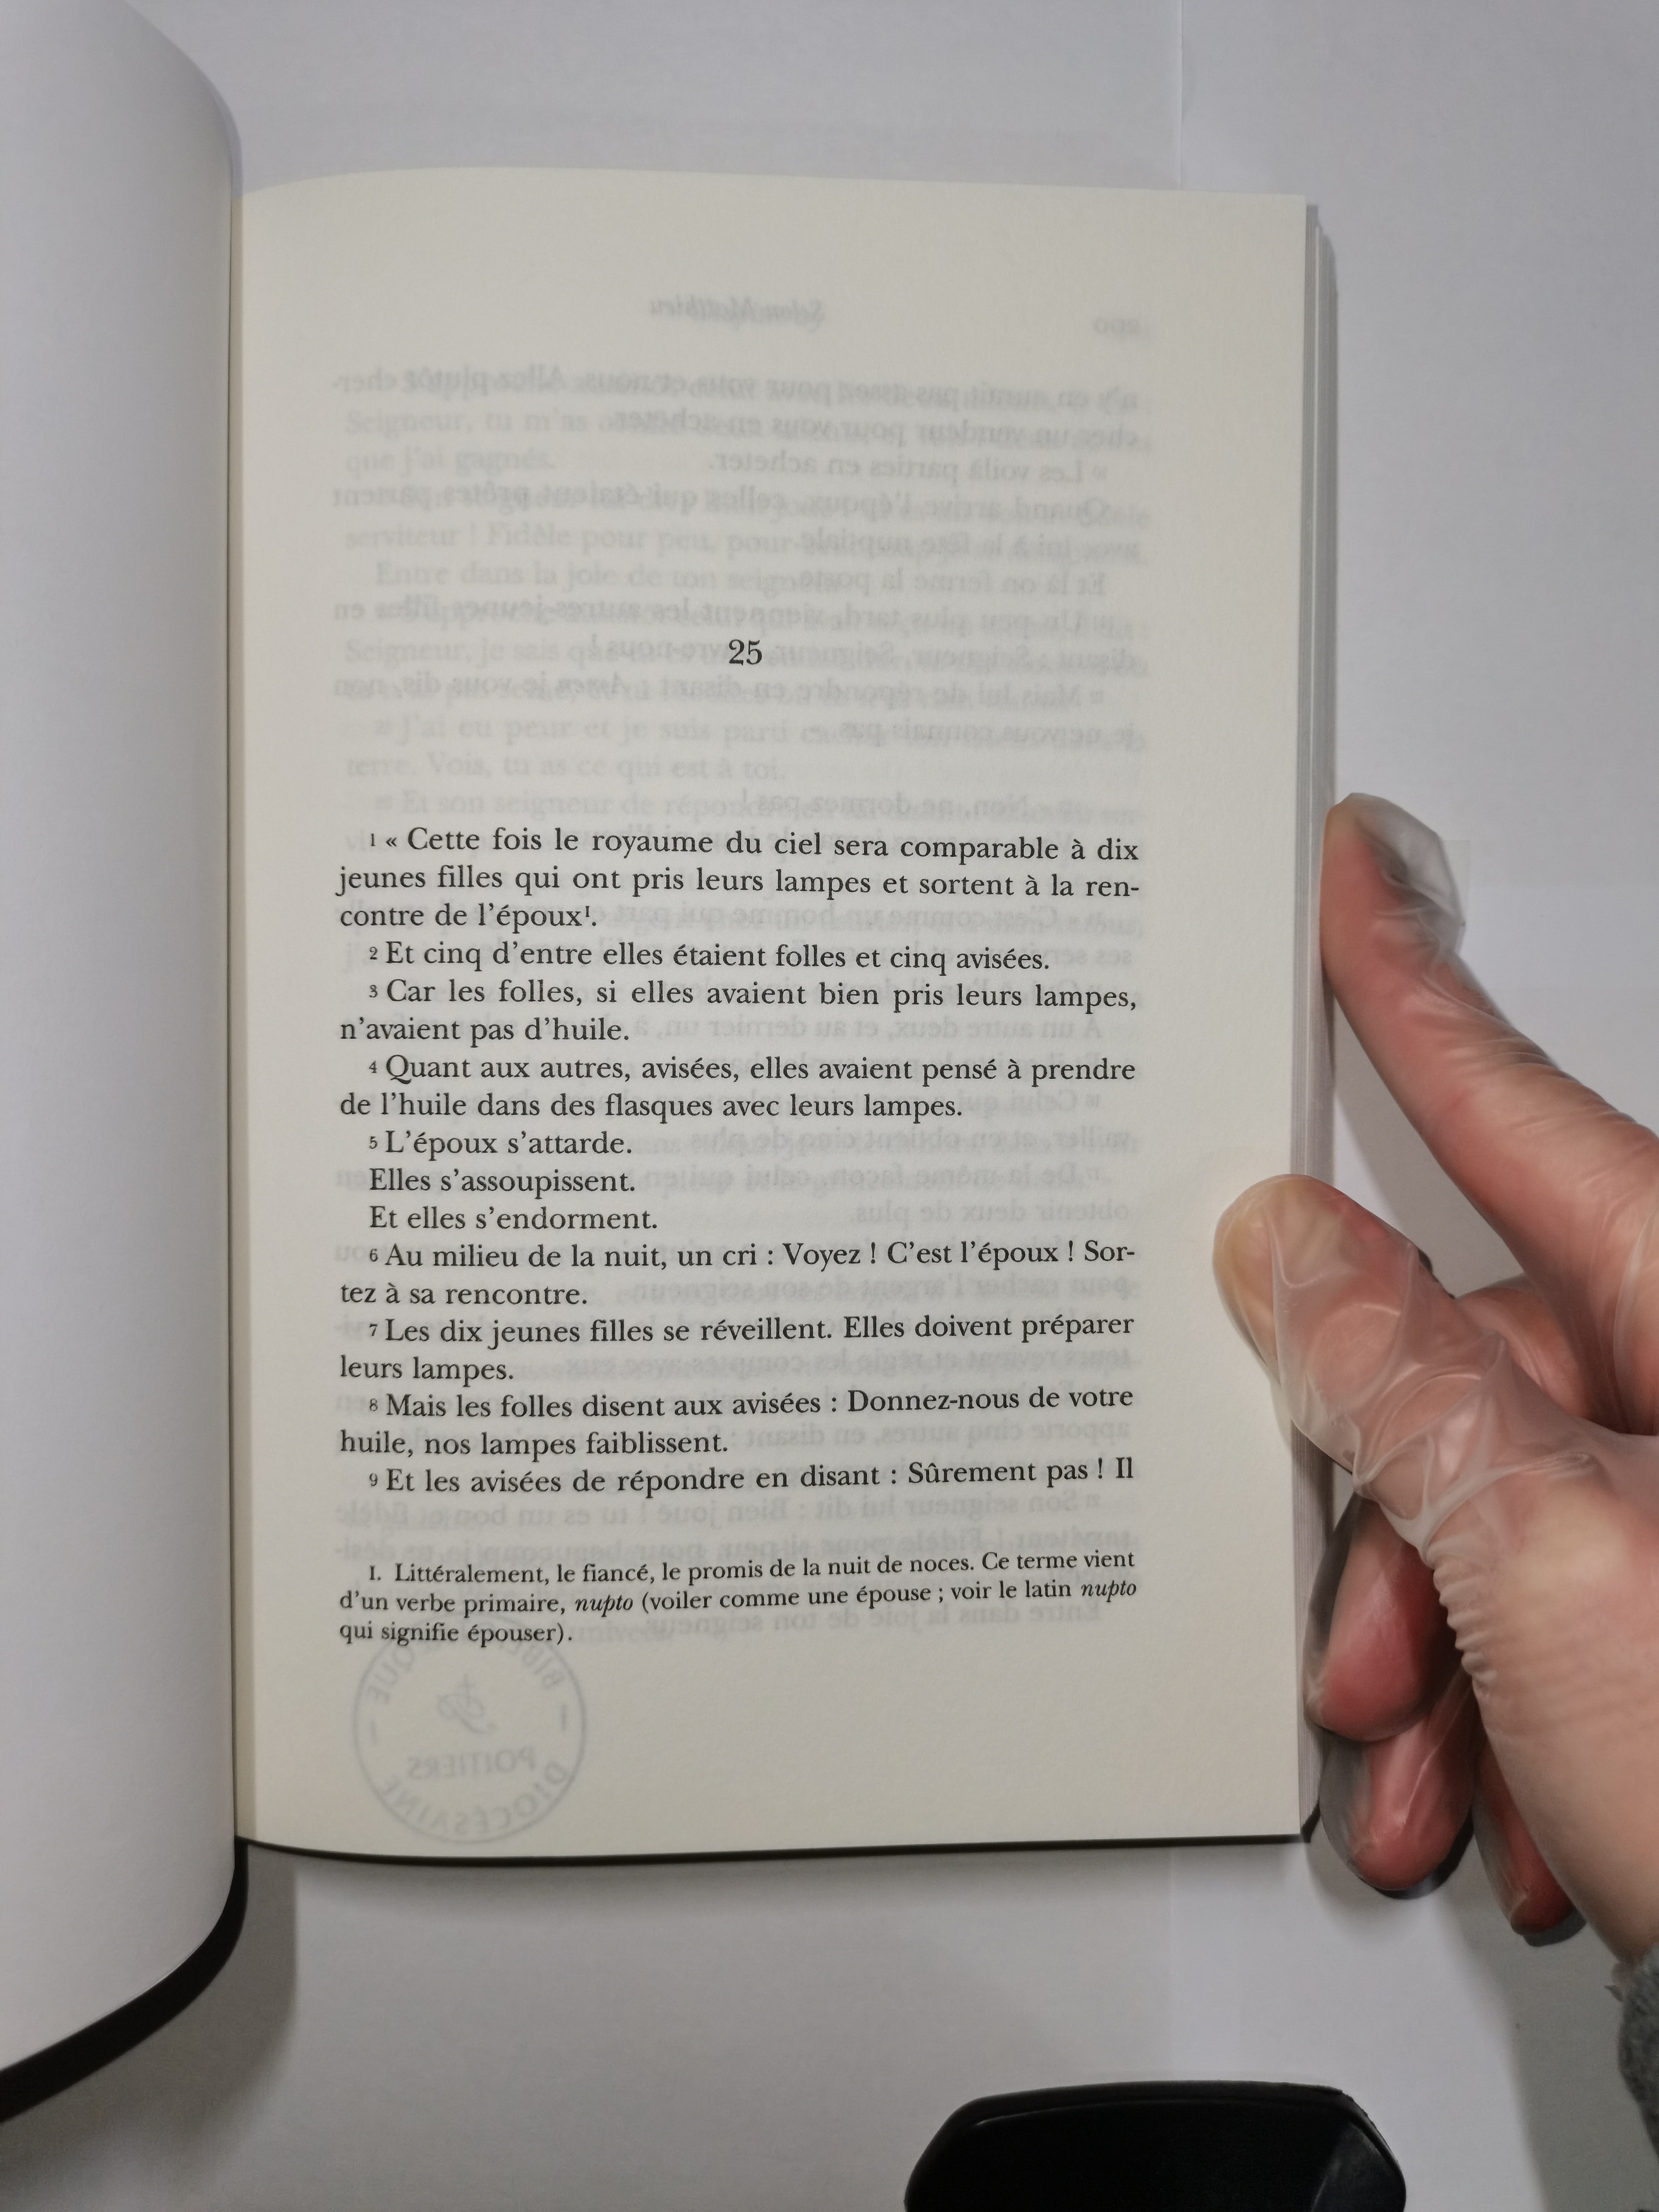 25
1 « Cette fois le royaume du ciel sera comparable à dix
jeunes filles qui ont pris leurs lampes et sortent à la ren-
contre de l’époux¹.
2 Et cinq d’entre elles étaient folles et cinq avisées.
3 Car les folles, si elles avaient bien pris leurs lampes,
n’avaient pas d’huile.
4 Quant aux autres, avisées, elles avaient pensé à prendre
de l’huile dans des flasques avec leurs lampes.
5 L’époux s’attarde.
Elles s’assoupissent.
Et elles s’endorment.
6 Au milieu de la nuit, un cri : Voyez ! C’est l’époux ! Sor-
tez à sa rencontre.
7 Les dix jeunes filles se réveillent. Elles doivent préparer
leurs lampes.
8 Mais les folles disent aux avisées : Donnez-nous de votre
huile, nos lampes faiblissent.
9 Et les avisées de répondre en disant : Sûrement pas ! Il
1. Littéralement, le fiancé, le promis de la nuit de noces. Ce terme vient
d’un verbe primaire, nupto (voiler comme une épouse ; voir le latin nupto
qui signifie épouser).
BIBLIOTHÈQUE
POITIERS
DIOCÉSAINE